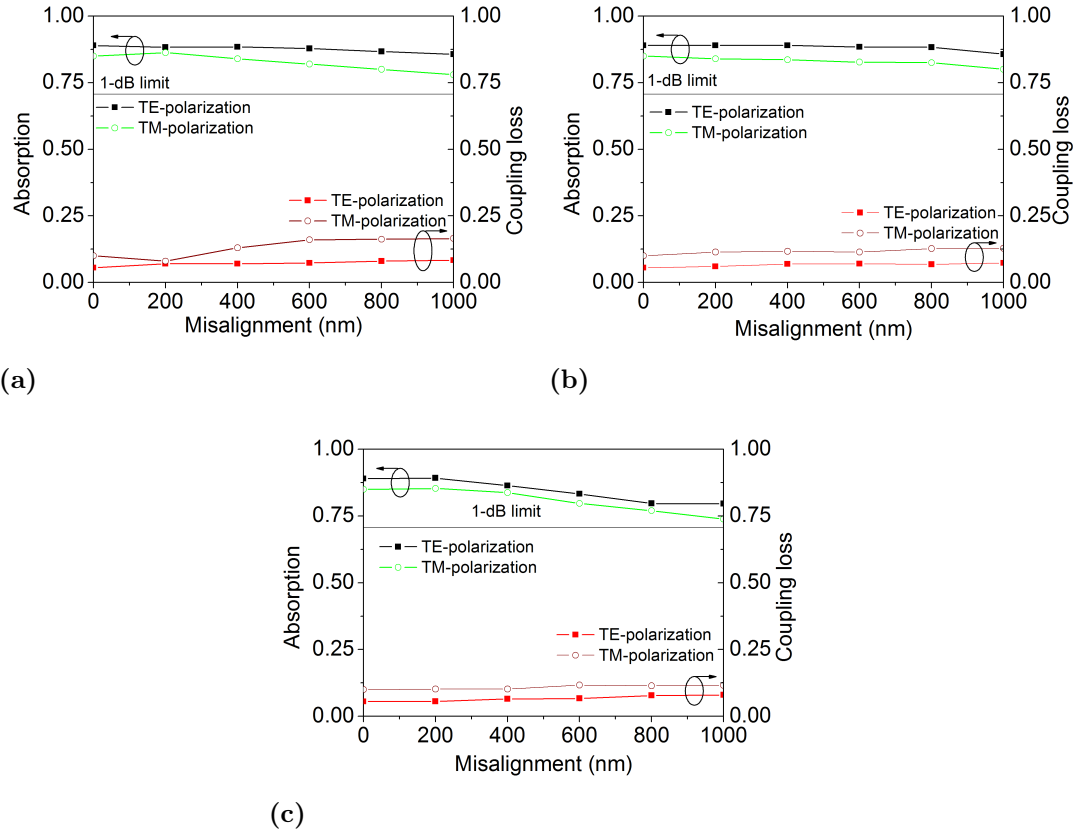 1.00
1.00
0.75
0.75
0.50
0.50
0.25
0.25
0.00
0.00
0
200
400
600
800
1000
Absorption
Coupling loss
Misalignment (nm)
1-dB limit
TE-polarization
TM-polarization
TE-polarization
TM-polarization
(a)
1.00
1.00
0.75
0.75
0.50
0.50
0.25
0.25
0.00
0.00
0
200
400
600
800
1000
Absorption
Coupling loss
Misalignment (nm)
1-dB limit
TE-polarization
TM-polarization
TE-polarization
TM-polarization
(b)
1.00
1.00
0.75
0.75
0.50
0.50
0.25
0.25
0.00
0.00
0
200
400
600
800
1000
Absorption
Coupling loss
Misalignment (nm)
1-dB limit
TE-polarization
TM-polarization
TE-polarization
TM-polarization
(c)